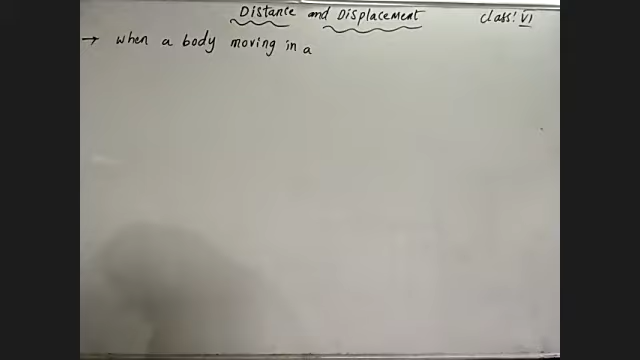 Distance and Displacement class: VI
→ when a body moving in a